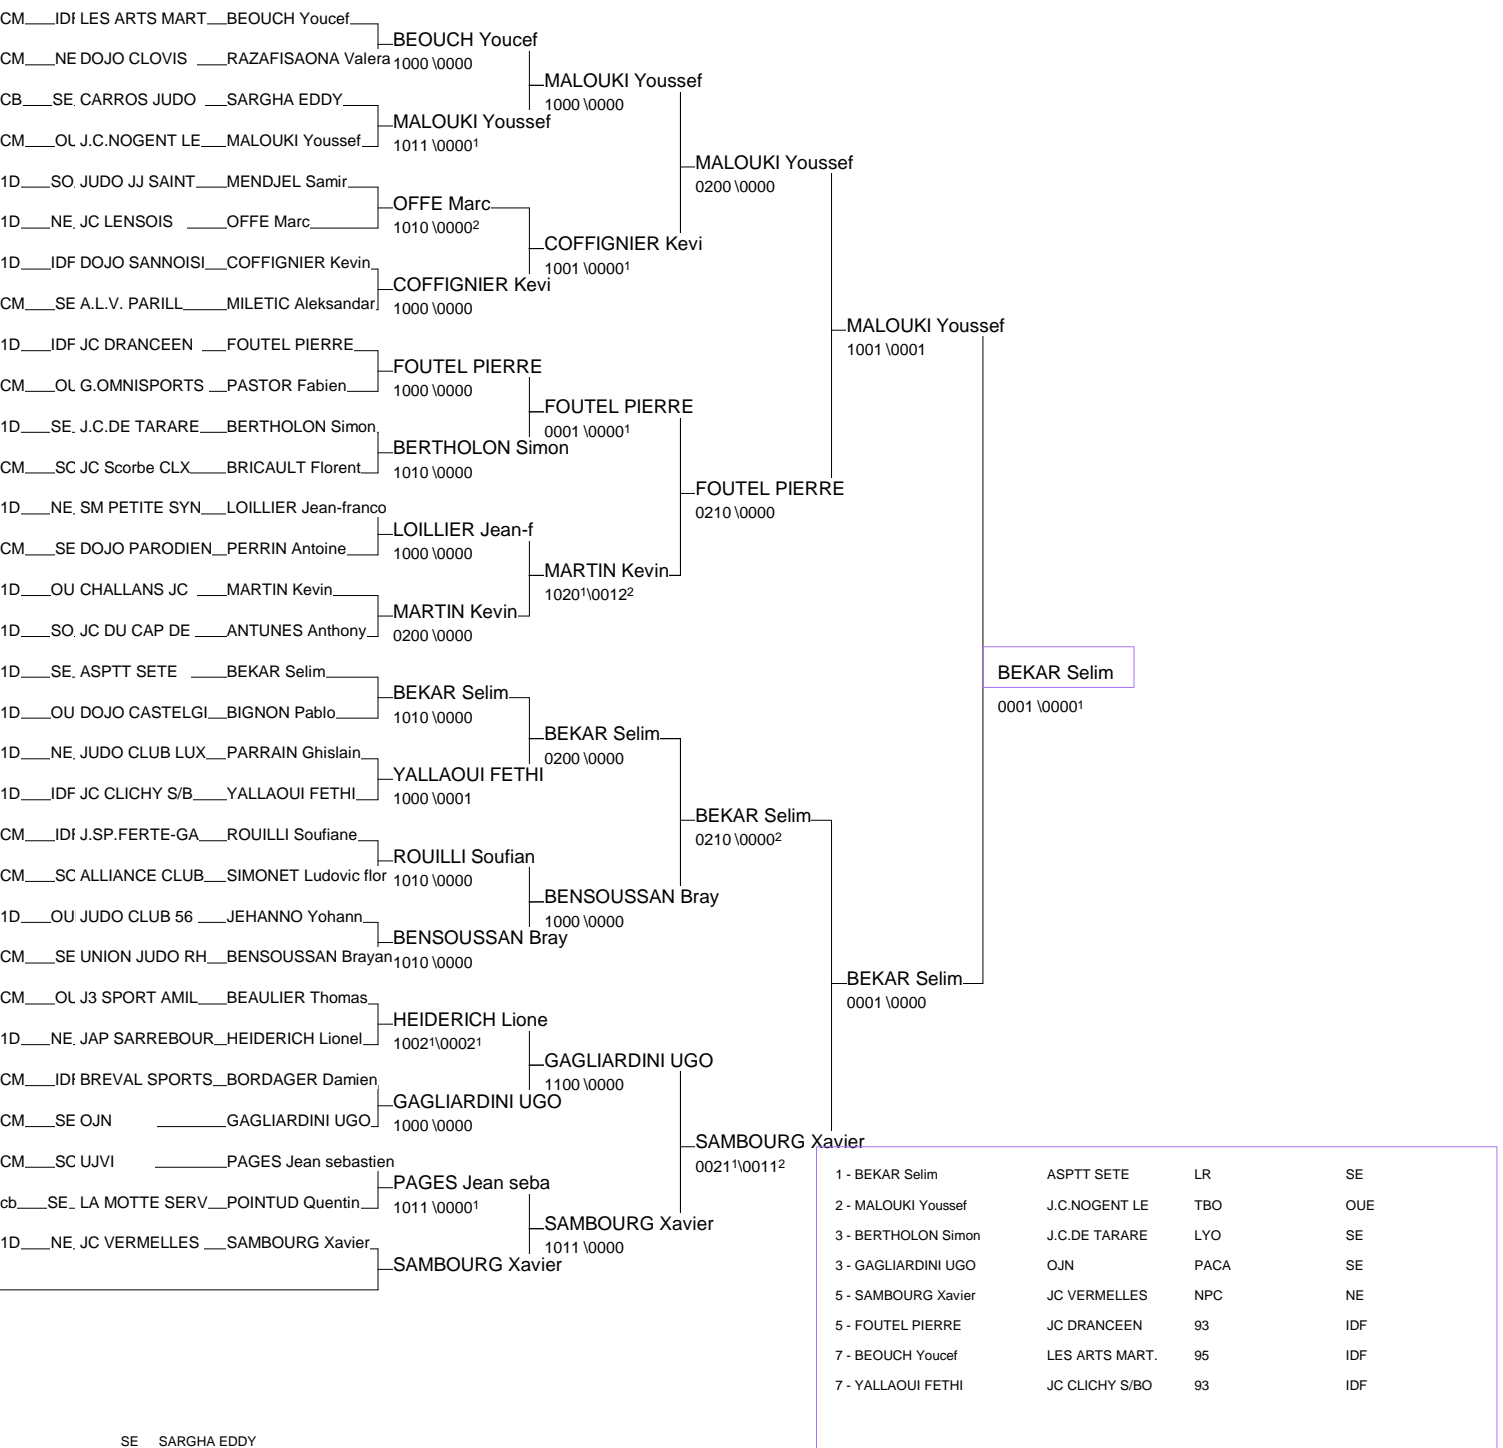 CM IDF LES ARTS MART BEOUCH Youcef
BEOUCH Youcef
CM NE DOJO CLOVIS RAZAFISAONA Valera
1000 \0000
MALOUKI Youssef
1000 \0000
CB SE CARROS JUDO SARGHA EDDY
MALOUKI Youssef
CM OU J.C.NOGENT LE MALOUKI Youssef
1011 \00001
MALOUKI Youssef
0200 \0000
1D SO JUDO JJ SAINT MENDJEL Samir
OFFE Marc
1D NE JC LENSOIS OFFE Marc
1010 \00002
COFFIGNIER Kevi
1001 \00001
1D IDF DOJO SANNOISI COFFIGNIER Kevin
COFFIGNIER Kevi
CM SE A.L.V. PARILL MILETIC Aleksandar
1000 \0000
MALOUKI Youssef
1001 \0001
1D IDF JC DRANCEEN FOUTEL PIERRE
FOUTEL PIERRE
CM OU G.OMNISPORTS PASTOR Fabien
1000 \0000
FOUTEL PIERRE
0001 \00001
1D SE J.C.DE TARARE BERTHOLON Simon
BERTHOLON Simon
CM SO JC Scorbe CLX BRICAULT Florent
1010 \0000
FOUTEL PIERRE
0210 \0000
1D NE SM PETITE SYN LOILLIER Jean-franco
LOILLIER Jean-f
CM SE DOJO PARODIEN PERRIN Antoine
1000 \0000
MARTIN Kevin
10201\00122
1D OU CHALLANS JC MARTIN Kevin
MARTIN Kevin
1D SO JC DU CAP DE ANTUNES Anthony
0200 \0000
BEKAR Selim
0001 \00001
1D SE ASPTT SETE BEKAR Selim
BEKAR Selim
1D OU DOJO CASTELGI BIGNON Pablo
1010 \0000
BEKAR Selim
0200 \0000
1D NE JUDO CLUB LUX PARRAIN Ghislain
YALLAOUI FETHI
1D IDF JC CLICHY S/B YALLAOUI FETHI
1000 \0001
BEKAR Selim
0210 \00002
CM IDF J.SP.FERTE-GA ROUILLI Soufiane
ROUILLI Soufian
CM SO ALLIANCE CLUB SIMONET Ludovic flor
1010 \0000
BENSOUSSAN Bray
1000 \0000
1D OU JUDO CLUB 56 JEHANNO Yohann
BENSOUSSAN Bray
CM SE UNION JUDO RH BENSOUSSAN Brayan
1010 \0000
BEKAR Selim
0001 \0000
CM OU J3 SPORT AMIL BEAULIER Thomas
HEIDERICH Lione
1D NE JAP SARREBOUR HEIDERICH Lionel
10021\00021
GAGLIARDINI UGO
1100 \0000
CM IDF BREVAL SPORTS BORDAGER Damien
GAGLIARDINI UGO
CM SE OJN GAGLIARDINI UGO
1000 \0000
SAMBOURG Xavier
00211\00112
CM SO UJVI PAGES Jean sebastien
PAGES Jean seba
cb SE LA MOTTE SERV POINTUD Quentin
1011 \00001
SAMBOURG Xavier
1011 \0000
1D NE JC VERMELLES SAMBOURG Xavier
SAMBOURG Xavier
1 - BEKAR Selim ASPTT SETE LR SE
2 - MALOUKI Youssef J.C.NOGENT LE TBO OUE
3 - BERTHOLON Simon J.C.DE TARARE LYO SE
3 - GAGLIARDINI UGO OJN PACA SE
5 - SAMBOURG Xavier JC VERMELLES NPC NE
5 - FOUTEL PIERRE JC DRANCEEN 93 IDF
7 - BEOUCH Youcef LES ARTS MART. 95 IDF
7 - YALLAOUI FETHI JC CLICHY S/BO 93 IDF
SE SARGHA EDDY